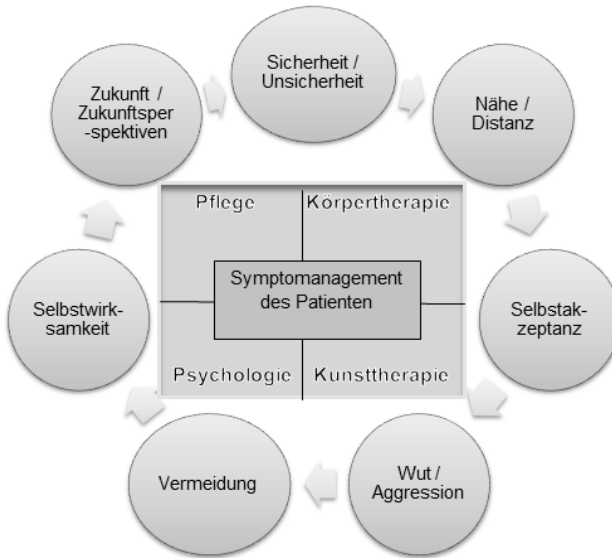 Sicherheit /
Unsicherheit
Zukunft /
Zukunftsper
-spektiven
Nähe /
Distanz
Pflege
Körpertherapie
Symptomanagement
des Patienten
Selbstwirk-
samkeit
Selbstak-
zeptanz
Psychologie
Kunsttherapie
Vermeidung
Wut /
Aggression